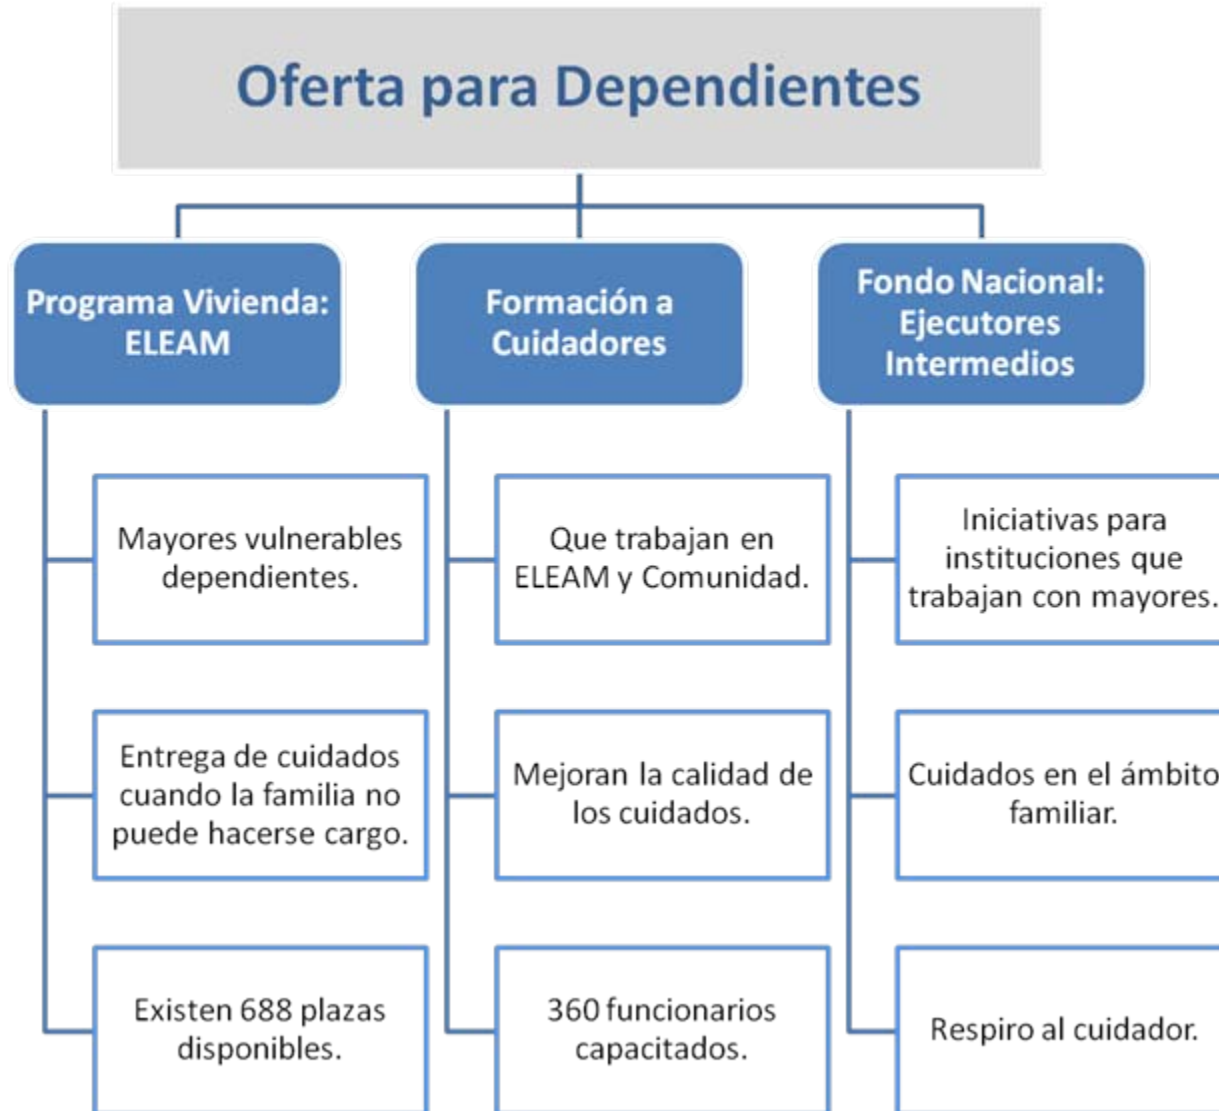 Oferta para Dependientes
Programa Vivienda:
ELEAM
Mayores vulnerables
dependientes.
Entrega de cuidados
cuando la familia no
puede hacerse cargo.
Existen 688 plazas
disponibles.
Formación a
Cuidadores
Que trabajan en
ELEAM y Comunidad.
Mejoran la calidad de
los cuidados.
360 funcionarios
capacitados.
Fondo Nacional:
Ejecutores
Intermedios
Iniciativas para
instituciones que
trabajan con mayores.
Cuidados en el ámbito
familiar.
Respiro al cuidador.